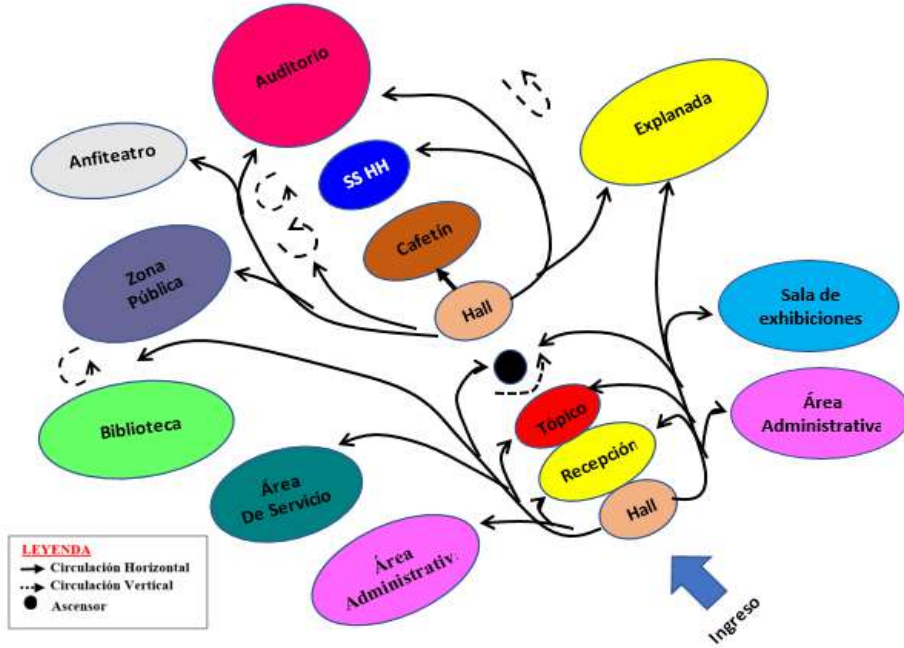 Auditorio
Explanada
Anfiteatro
SS HH
Cafetín
Zona
Pública
Hall
Sala de
exhibiciones
Biblioteca
Tópico
Área
Administrativa
Recepción
Área
De Servicio
Hall
Área
Administrativ
Ingreso
LEYENDA
Circulación Horizontal
Circulación Vertical
Ascensor